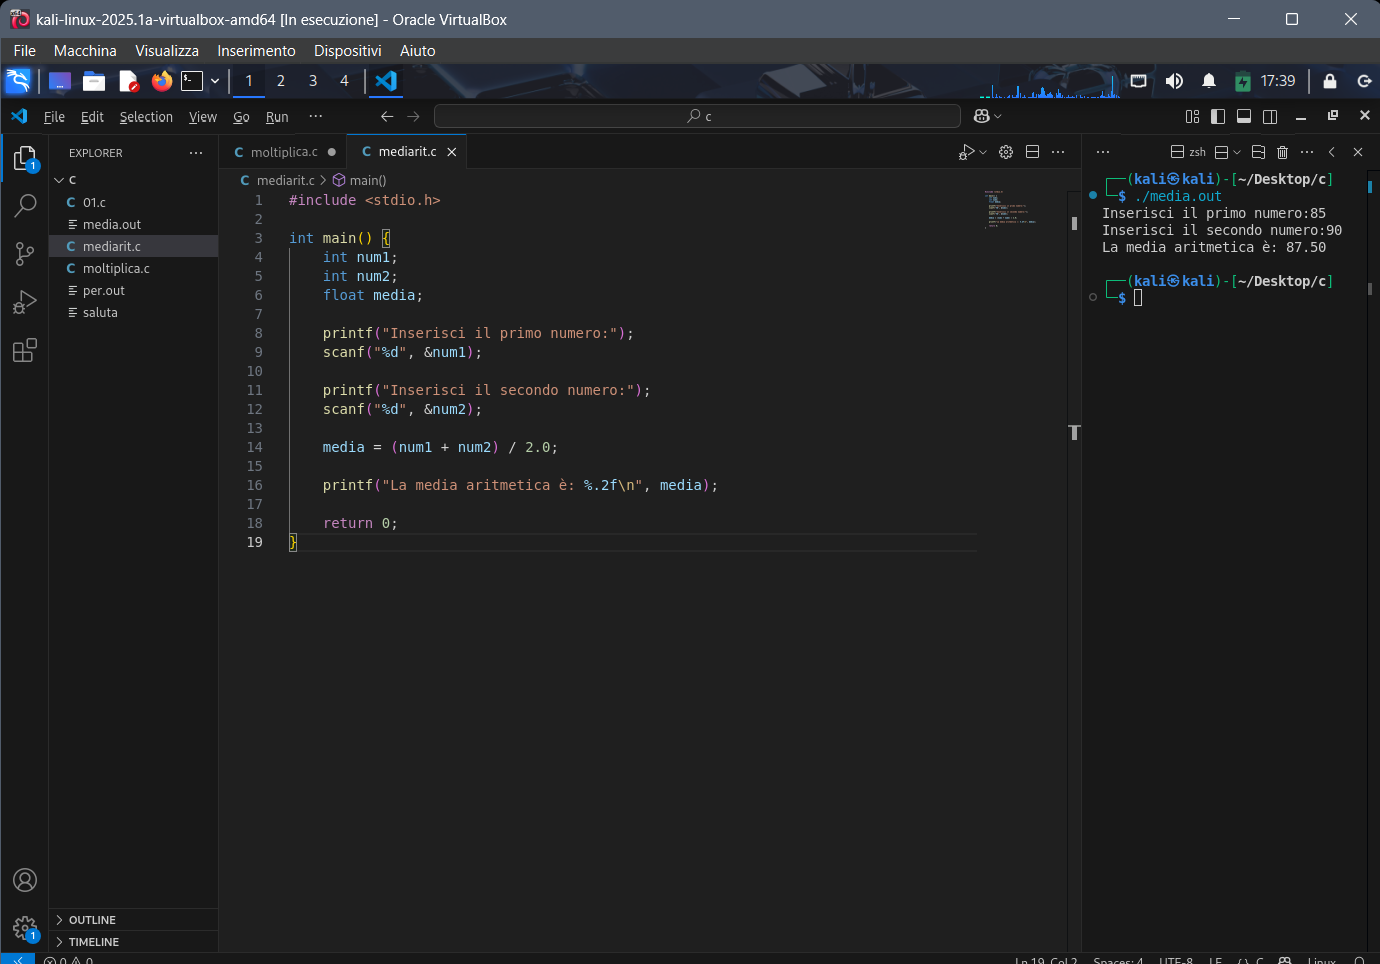 kali-linux-2025.1a-virtualbox-amd64 [In esecuzione] - Oracle VirtualBox
File Macchina Visualizza Inserimento Dispositivi Aiuto
1 2 3 4 17:39
File Edit Selection View Go Run ··· c
EXPLORER ···
C
01.c
media.out
mediarit.c
moltiplica.c
per.out
saluta
OUTLINE
TIMELINE
moltiplica.c mediarit.c
mediarit.c > main()
1 #include <stdio.h>
2
3 int main() {
4 int num1;
5 int num2;
6 float media;
7
8 printf("Inserisci il primo numero:");
9 scanf("%d", &num1);
10
11 printf("Inserisci il secondo numero:");
12 scanf("%d", &num2);
13
14 media = (num1 + num2) / 2.0;
15
16 printf("La media aritmetica è: %.2f\n", media);
17
18 return 0;
19 }
zsh
(kali㉿kali)-[~/Desktop/c]
$ ./media.out
Inserisci il primo numero:85
Inserisci il secondo numero:90
La media aritmetica è: 87.50
(kali㉿kali)-[~/Desktop/c]
$
0 0 Ln 19, Col 2 Spaces: 4 UTF-8 LF {} C Linux